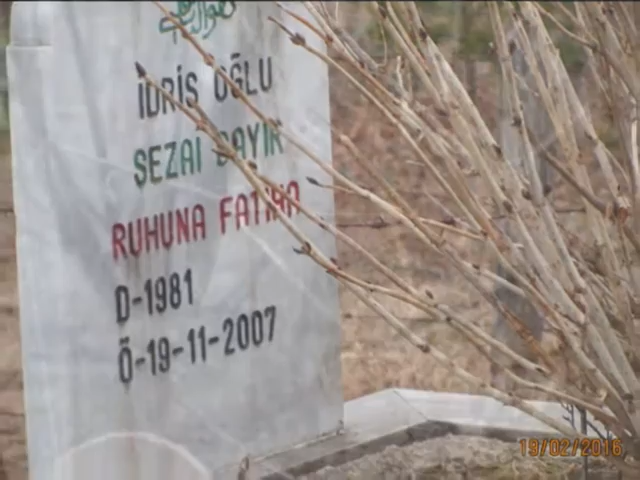 İDRİS OĞLU
SEZAİ BAYIR
RUHUNA FATİHA
D-1981
Ö-19-11-2007
19/02/2016